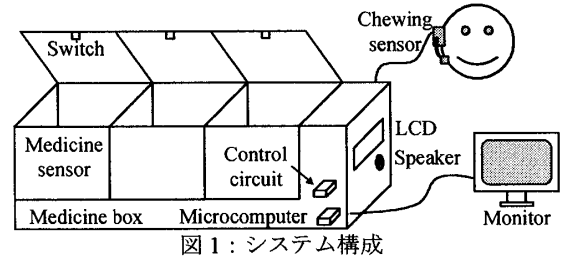 Switch
Chewing
sensor
Medicine
sensor
Control
circuit
LCD
Speaker
Medicine box
Microcomputer
Monitor
図1：システム構成